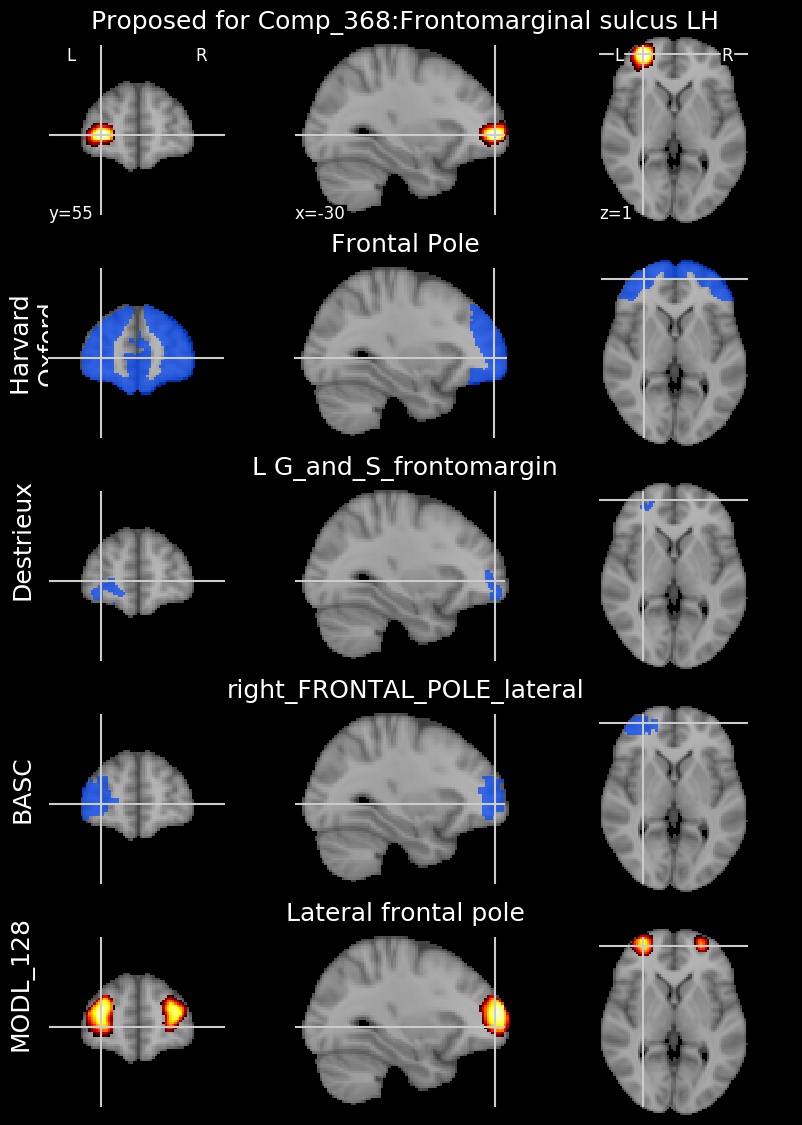 Proposed for Comp_368:Frontomarginal sulcus LH
L R
L R
y=55 x=-30 z=1
Frontal Pole
Harvard
L G_and_S_frontomargin
Destrieux
right_FRONTAL_POLE_lateral
BASC
Lateral frontal pole
MODL_128